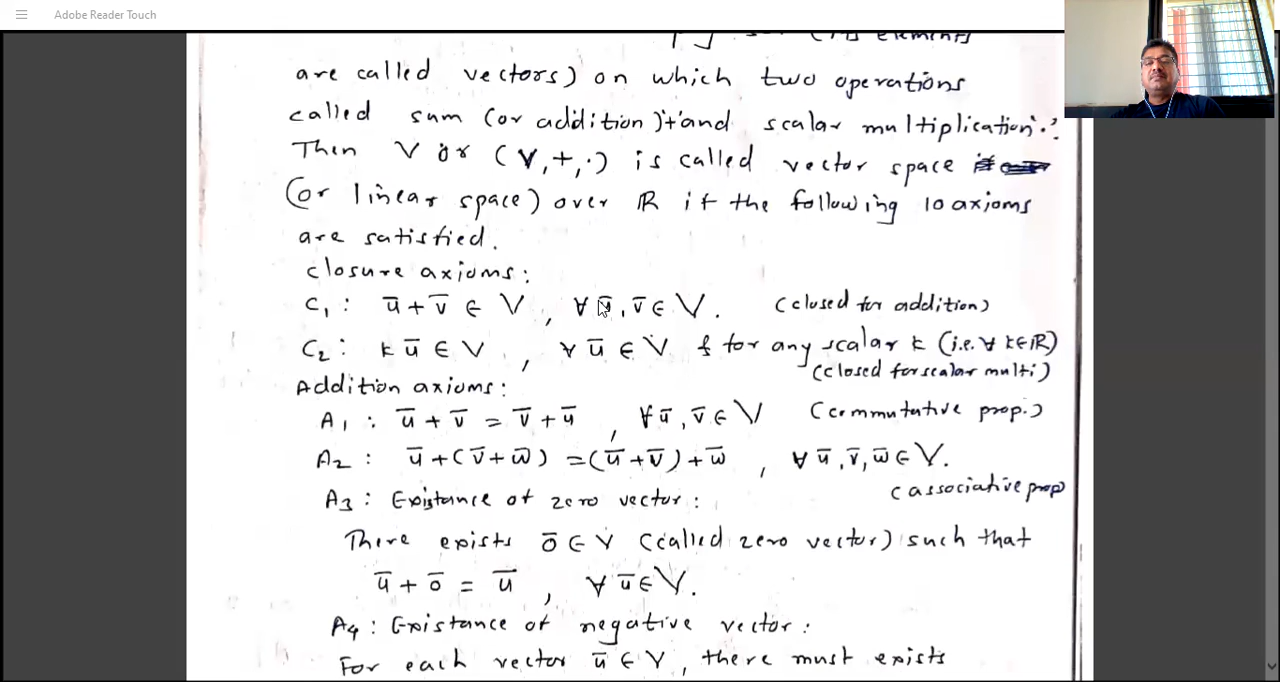 Adobe Reader Touch
are called vectors) on which two operations
called sum (or addition)'+' and scalar multiplication'.'.
Then V or (V,+,·) is called vector space
(or linear space) over ℝ if the following 10 axioms
are satisfied.
Closure axioms:
C₁: ū + v̄ ∈ V , ∀ ū, v̄ ∈ V. (closed for addition)
C₂: k ū ∈ V , ∀ ū ∈ V & for any scalar k (i.e. ∀ k∈ℝ)
(closed for scalar multi)
Addition axioms:
A₁ : ū + v̄ = v̄ + ū , ∀ ū, v̄ ∈ V (commutative prop.)
A₂ : ū + (v̄ + w̄) = (ū + v̄) + w̄ , ∀ ū, v̄, w̄ ∈ V.
(associative prop
A₃ : Existance of zero vector:
There exists ō ∈ V (called zero vector) such that
ū + ō = ū , ∀ ū ∈ V.
A₄ : Existance of negative vector:
For each vector ū ∈ V, there must exists